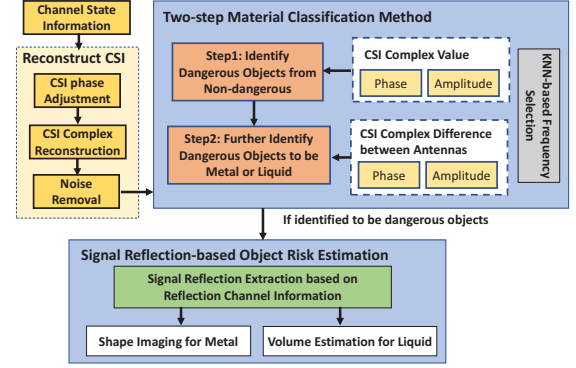 Channel State
Information
Reconstruct CSI
CSI phase
Adjustment
CSI Complex
Reconstruction
Noise
Removal
Two-step Material Classification Method
Step1: Identify
Dangerous Objects from
Non-dangerous
CSI Complex Value
Phase
Amplitude
Step2: Further Identify
Dangerous Objects to be
Metal or Liquid
CSI Complex Difference
between Antennas
Phase
Amplitude
KNN-based Frequency
Selection
If identified to be dangerous objects
Signal Reflection-based Object Risk Estimation
Signal Reflection Extraction based on
Reflection Channel Information
Shape Imaging for Metal
Volume Estimation for Liquid